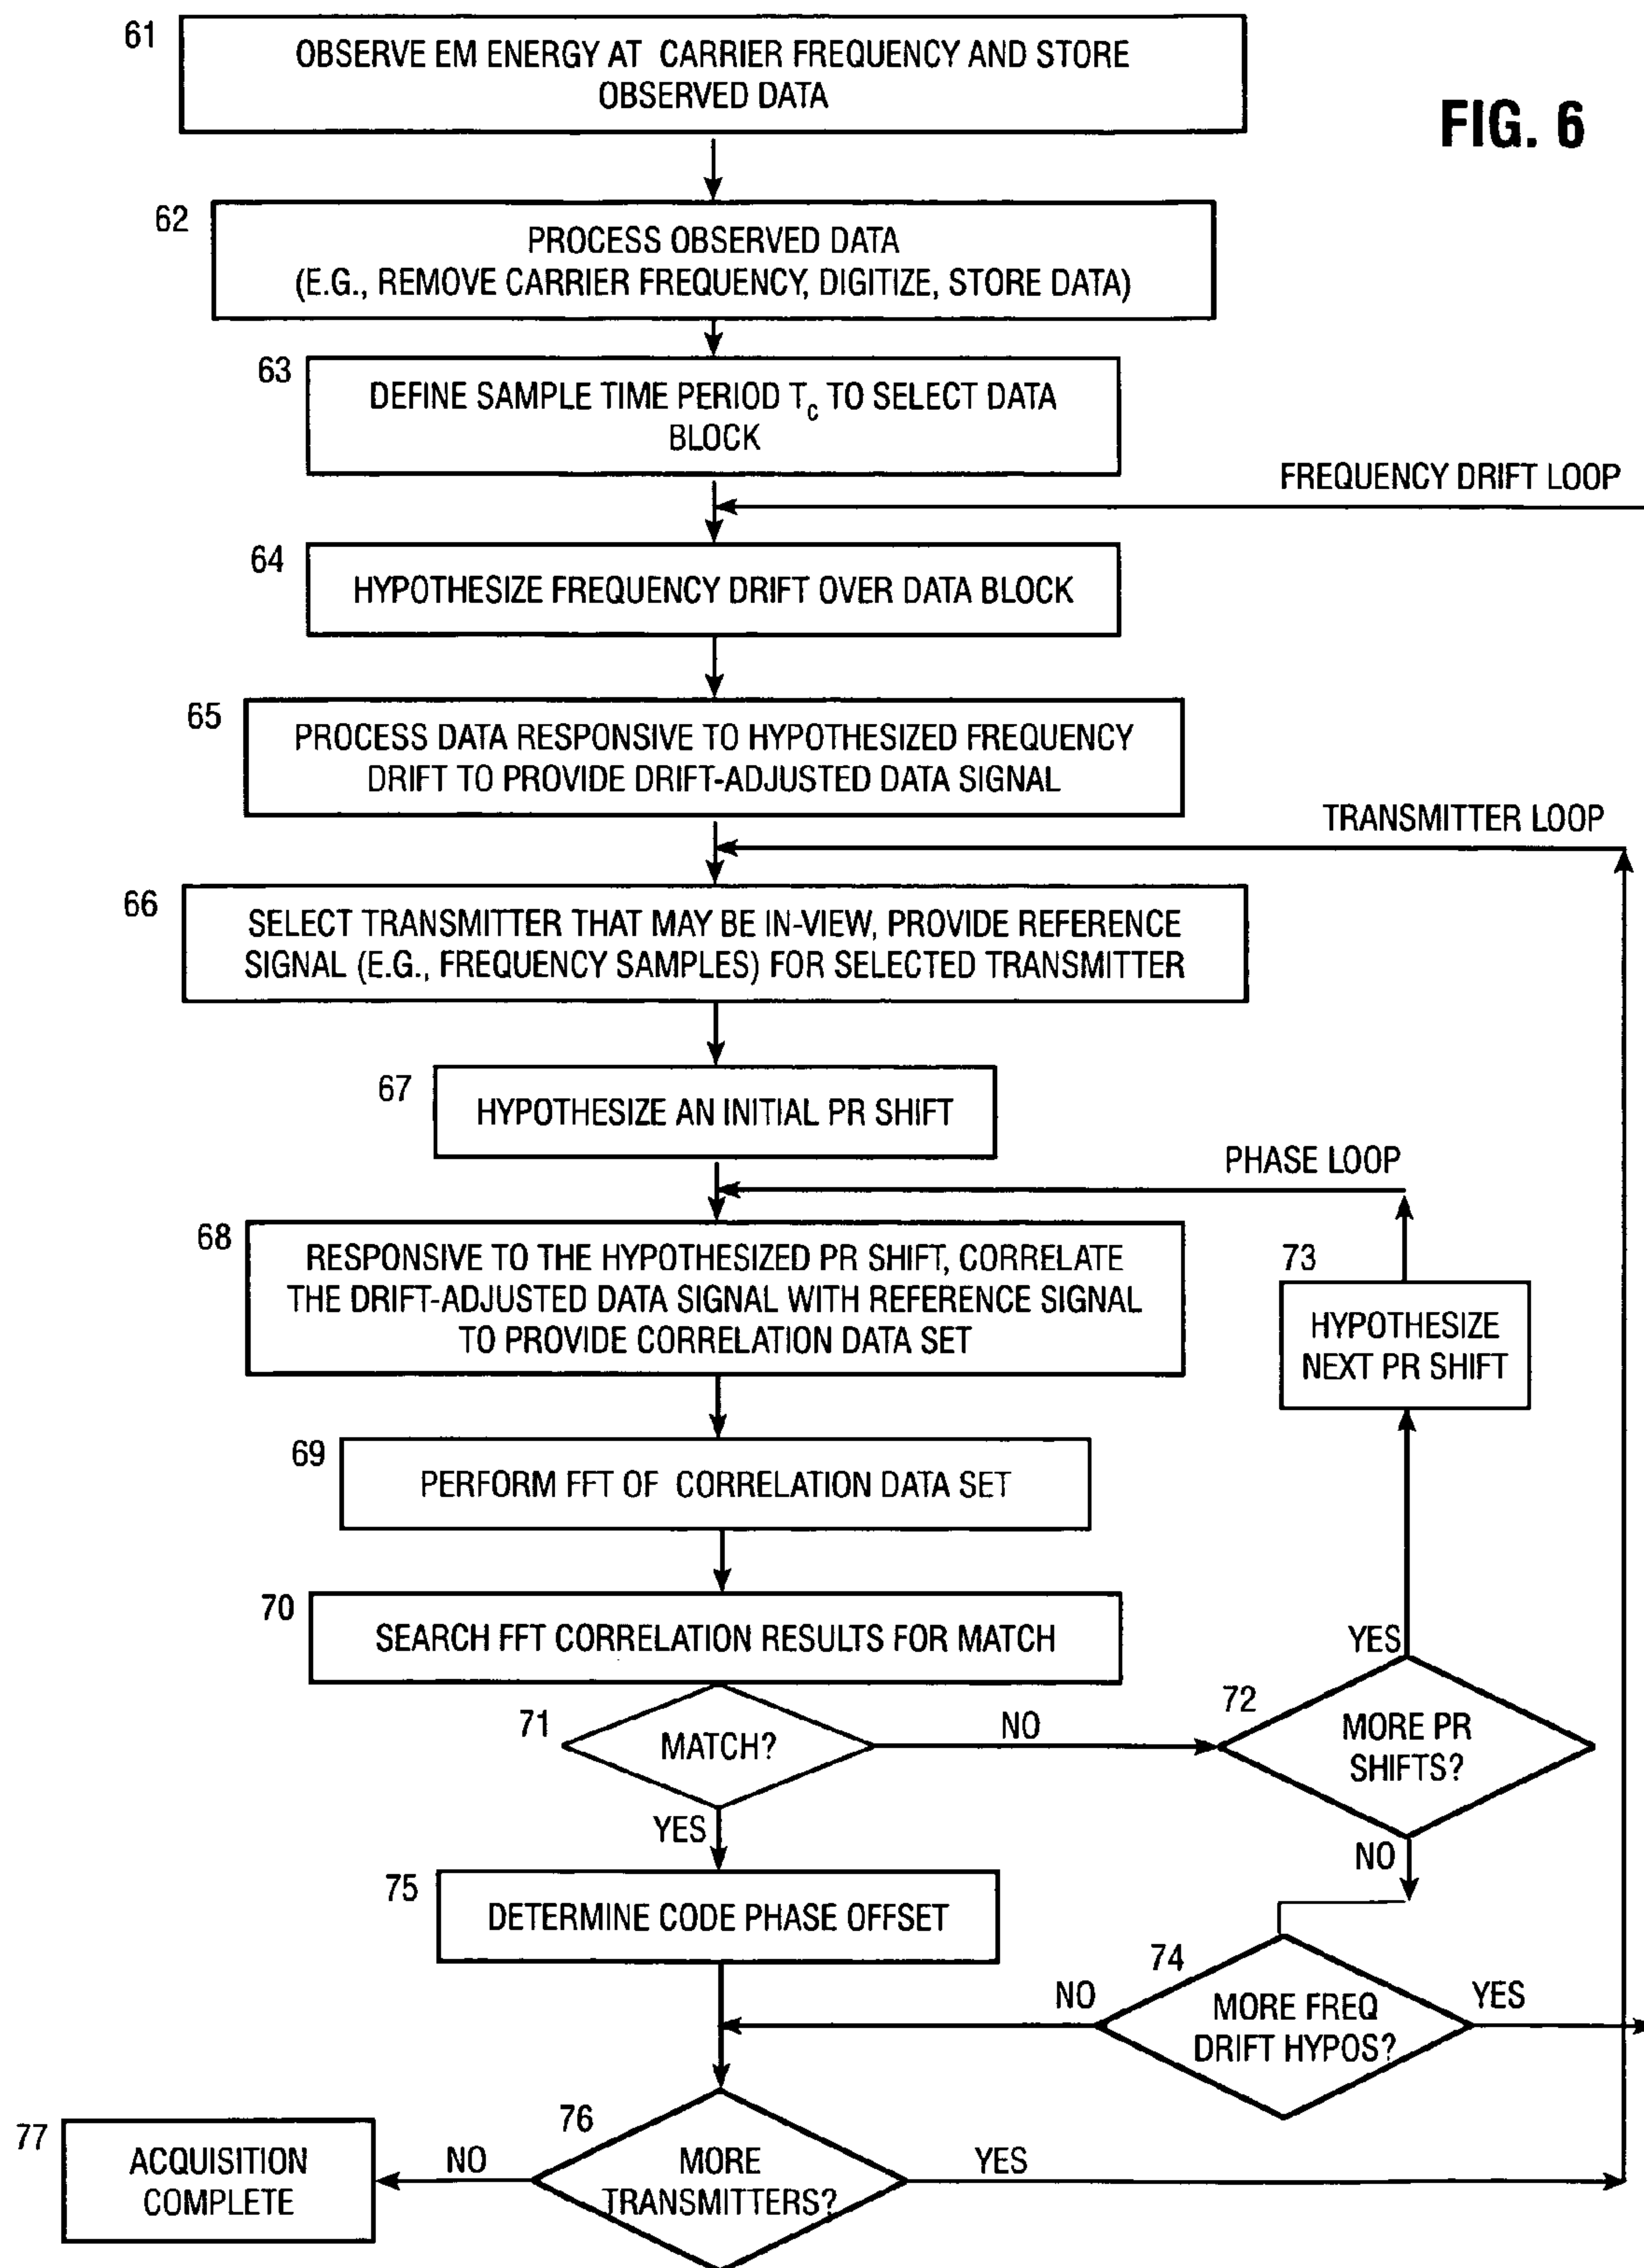 61
OBSERVE EM ENERGY AT CARRIER FREQUENCY AND STORE
OBSERVED DATA
FIG. 6
62
PROCESS OBSERVED DATA
(E.G., REMOVE CARRIER FREQUENCY, DIGITIZE, STORE DATA)
63
DEFINE SAMPLE TIME PERIOD Tc TO SELECT DATA
BLOCK
FREQUENCY DRIFT LOOP
64
HYPOTHESIZE FREQUENCY DRIFT OVER DATA BLOCK
65
PROCESS DATA RESPONSIVE TO HYPOTHESIZED FREQUENCY
DRIFT TO PROVIDE DRIFT-ADJUSTED DATA SIGNAL
TRANSMITTER LOOP
66
SELECT TRANSMITTER THAT MAY BE IN-VIEW, PROVIDE REFERENCE
SIGNAL (E.G., FREQUENCY SAMPLES) FOR SELECTED TRANSMITTER
67
HYPOTHESIZE AN INITIAL PR SHIFT
PHASE LOOP
68
RESPONSIVE TO THE HYPOTHESIZED PR SHIFT, CORRELATE
THE DRIFT-ADJUSTED DATA SIGNAL WITH REFERENCE SIGNAL
TO PROVIDE CORRELATION DATA SET
73
HYPOTHESIZE
NEXT PR SHIFT
69
PERFORM FFT OF CORRELATION DATA SET
70
SEARCH FFT CORRELATION RESULTS FOR MATCH
YES
71
MATCH?
NO
72
MORE PR
SHIFTS?
YES
NO
75
DETERMINE CODE PHASE OFFSET
74
NO
MORE FREQ
DRIFT HYPOS?
YES
76
MORE
TRANSMITTERS?
YES
NO
77
ACQUISITION
COMPLETE